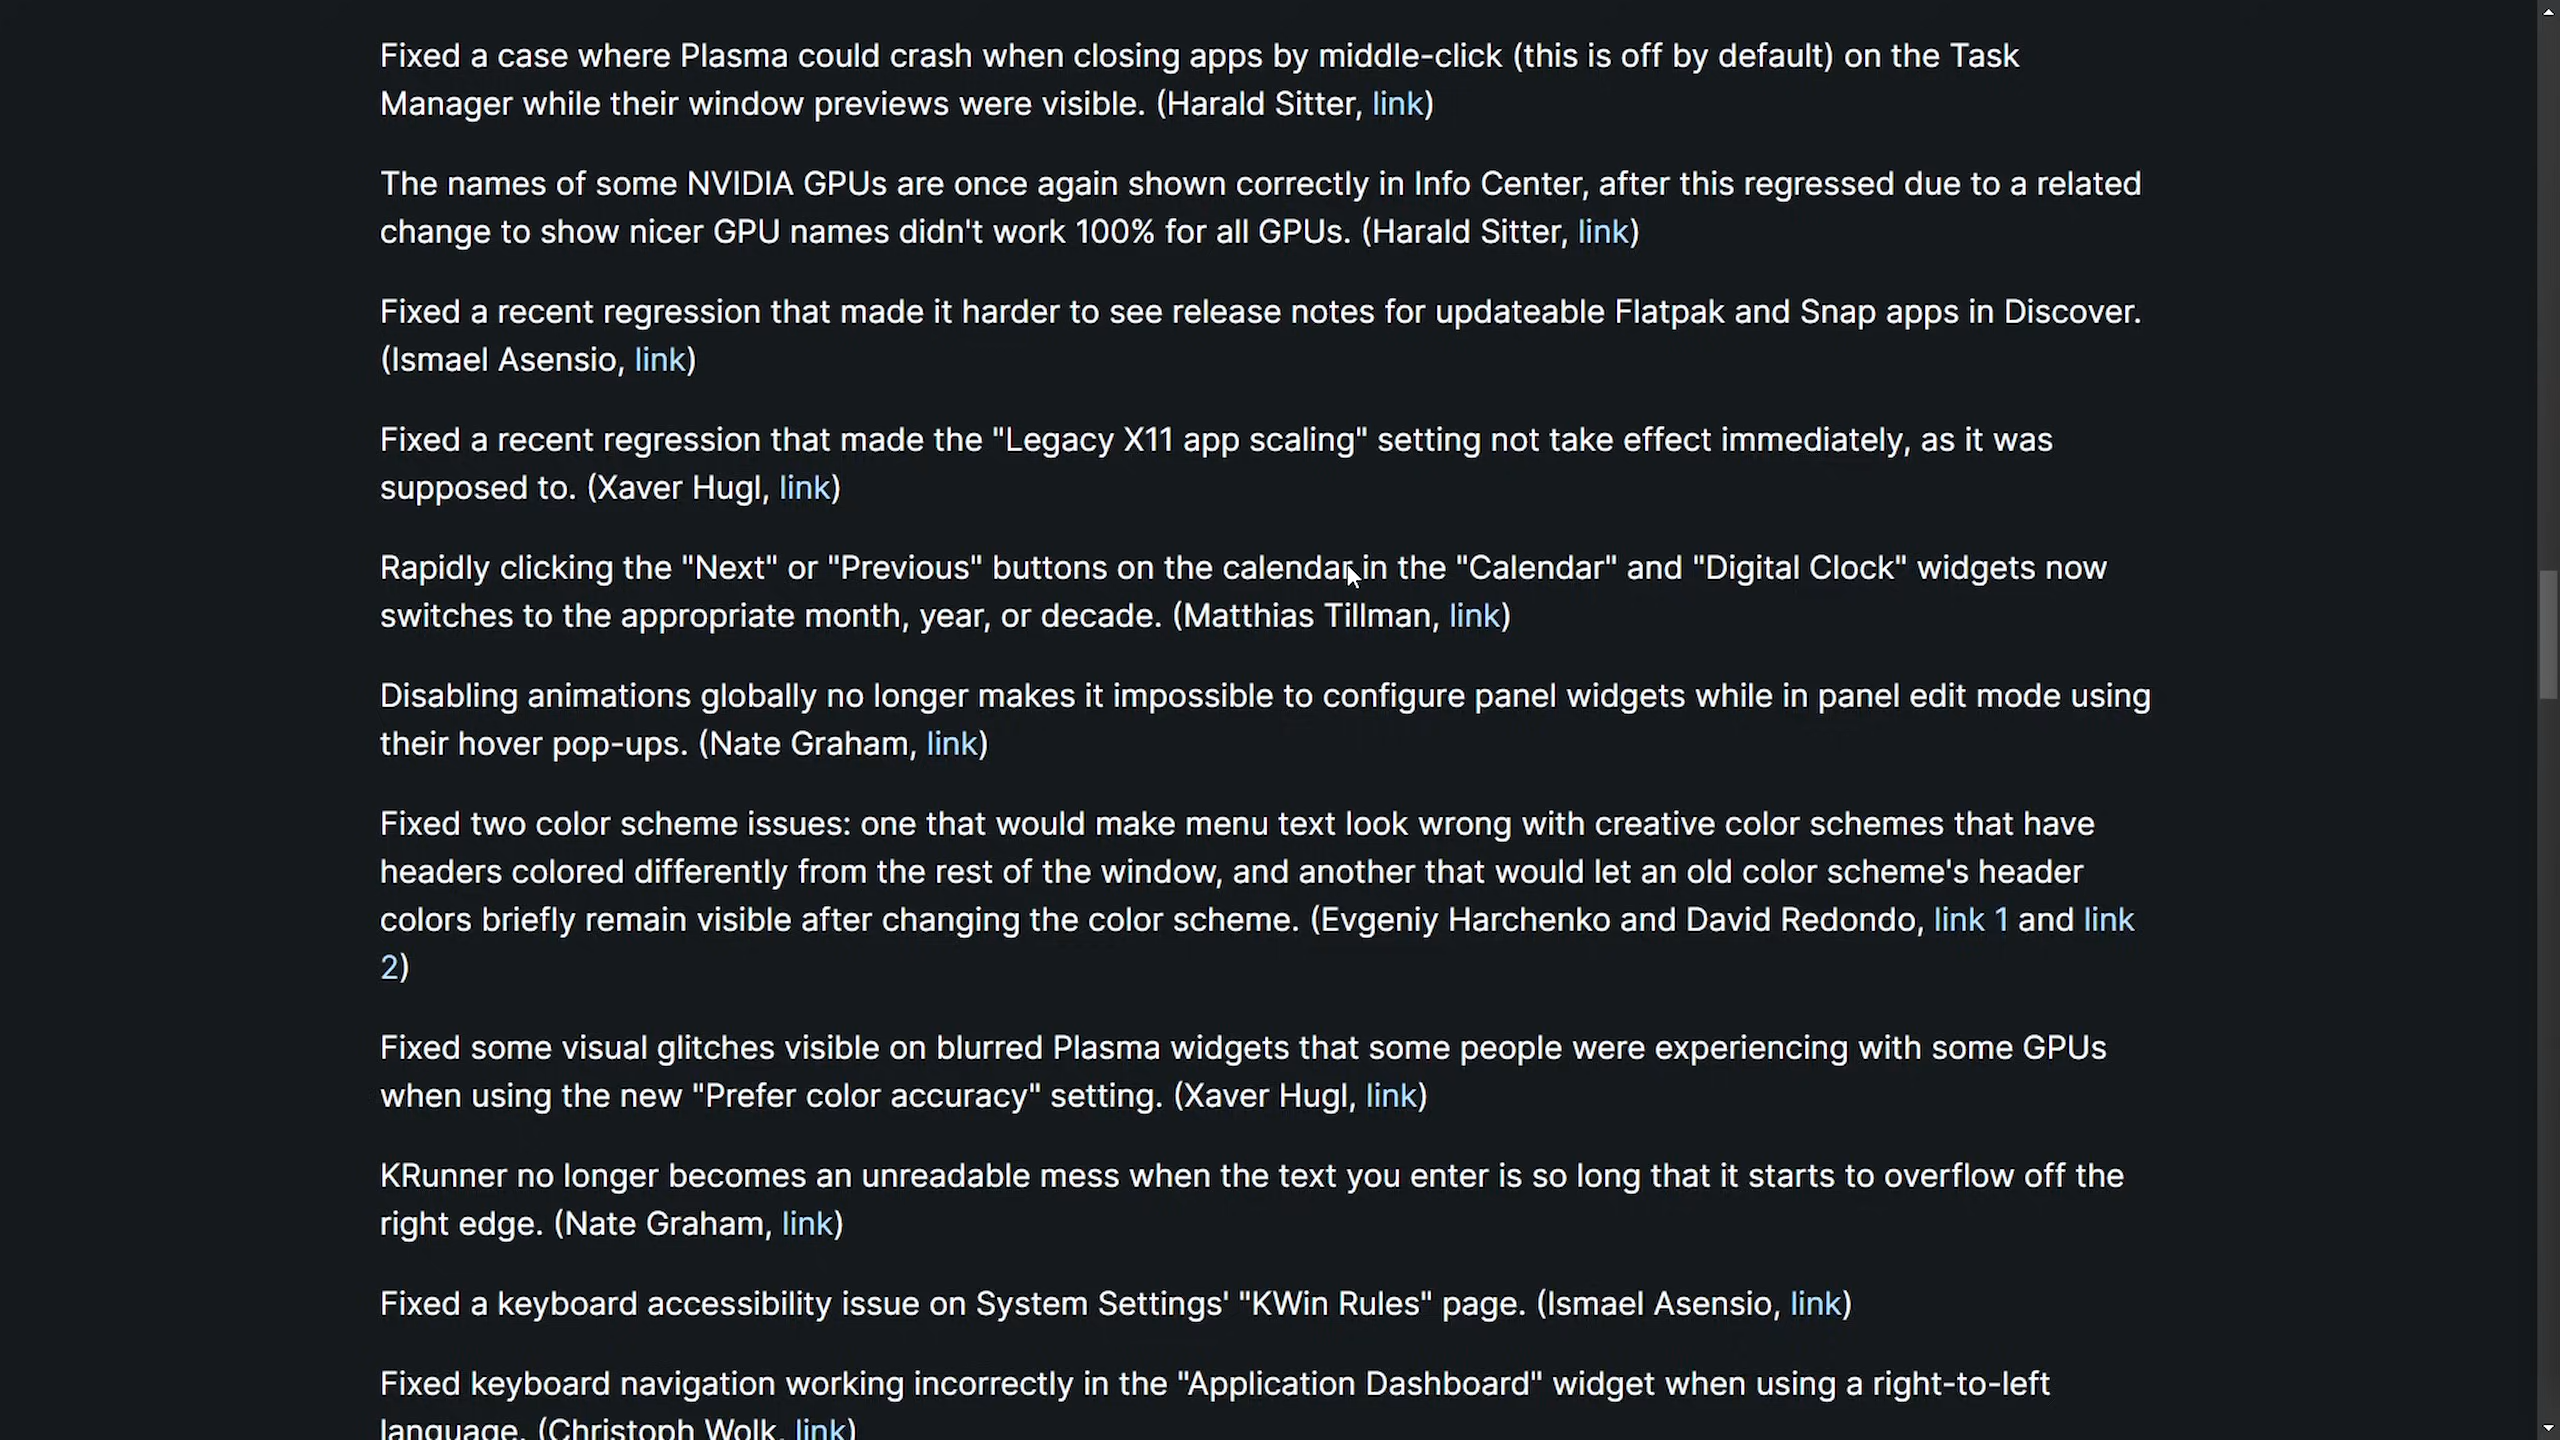 Fixed a case where Plasma could crash when closing apps by middle-click (this is off by default) on the Task
Manager while their window previews were visible. (Harald Sitter, link)
The names of some NVIDIA GPUs are once again shown correctly in Info Center, after this regressed due to a related
change to show nicer GPU names didn't work 100% for all GPUs. (Harald Sitter, link)
Fixed a recent regression that made it harder to see release notes for updateable Flatpak and Snap apps in Discover.
(Ismael Asensio, link)
Fixed a recent regression that made the "Legacy X11 app scaling" setting not take effect immediately, as it was
supposed to. (Xaver Hugl, link)
Rapidly clicking the "Next" or "Previous" buttons on the calendar in the "Calendar" and "Digital Clock" widgets now
switches to the appropriate month, year, or decade. (Matthias Tillman, link)
Disabling animations globally no longer makes it impossible to configure panel widgets while in panel edit mode using
their hover pop-ups. (Nate Graham, link)
Fixed two color scheme issues: one that would make menu text look wrong with creative color schemes that have
headers colored differently from the rest of the window, and another that would let an old color scheme's header
colors briefly remain visible after changing the color scheme. (Evgeniy Harchenko and David Redondo, link 1 and link
2)
Fixed some visual glitches visible on blurred Plasma widgets that some people were experiencing with some GPUs
when using the new "Prefer color accuracy" setting. (Xaver Hugl, link)
KRunner no longer becomes an unreadable mess when the text you enter is so long that it starts to overflow off the
right edge. (Nate Graham, link)
Fixed a keyboard accessibility issue on System Settings' "KWin Rules" page. (Ismael Asensio, link)
Fixed keyboard navigation working incorrectly in the "Application Dashboard" widget when using a right-to-left
language. (Christoph Wolk, link)